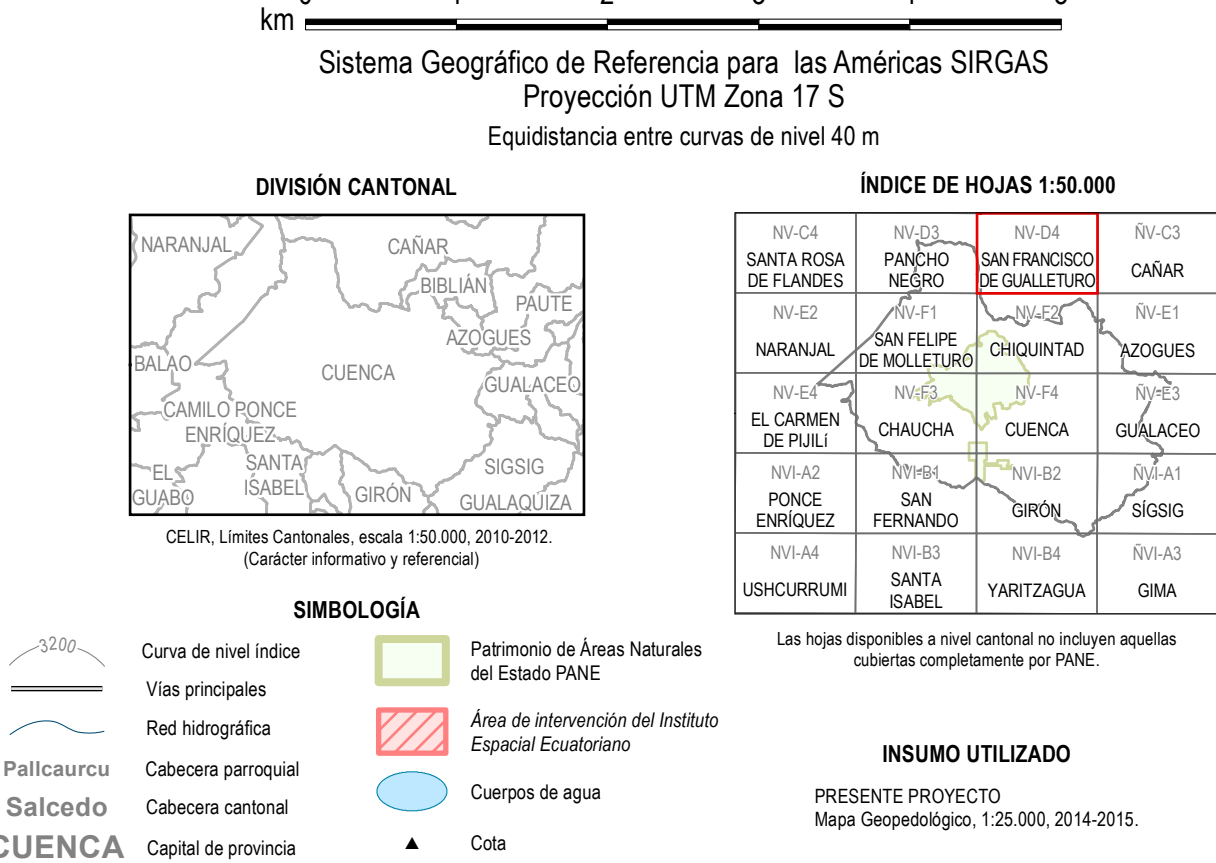 km
Sistema Geográfico de Referencia para las Américas SIRGAS
Proyección UTM Zona 17 S
Equidistancia entre curvas de nivel 40 m
DIVISIÓN CANTONAL
NARANJAL
CAÑAR
BIBLIÁN
PAUTE
AZOGUES
BALAO
CUENCA
GUALACEO
CAMILO PONCE
ENRÍQUEZ
EL
GUABO
SANTA
ISABEL
GIRÓN
SIGSIG
GUALAQUIZA
CELIR, Límites Cantonales, escala 1:50.000, 2010-2012.
(Carácter informativo y referencial)
ÍNDICE DE HOJAS 1:50.000
NV-C4
SANTA ROSA
DE FLANDES
NV-D3
PANCHO
NEGRO
NV-D4
SAN FRANCISCO
DE GUALLETURO
ÑV-C3
CAÑAR
NV-E2
NARANJAL
NV-F1
SAN FELIPE
DE MOLLETURO
NV-F2
CHIQUINTAD
ÑV-E1
AZOGUES
NV-E4
EL CARMEN
DE PIJILí
NV-F3
CHAUCHA
NV-F4
CUENCA
ÑV-E3
GUALACEO
NVI-A2
PONCE
ENRÍQUEZ
NVI-B1
SAN
FERNANDO
NVI-B2
GIRÓN
ÑVI-A1
SÍGSIG
NVI-A4
USHCURRUMI
NVI-B3
SANTA
ISABEL
NVI-B4
YARITZAGUA
ÑVI-A3
GIMA
Las hojas disponibles a nivel cantonal no incluyen aquellas
cubiertas completamente por PANE.
SIMBOLOGÍA
3200
Curva de nivel índice
Vías principales
Red hidrográfica
Pallcaurcu
Cabecera parroquial
Salcedo
Cabecera cantonal
CUENCA
Capital de provincia
Patrimonio de Áreas Naturales
del Estado PANE
Área de intervención del Instituto
Espacial Ecuatoriano
Cuerpos de agua
Cota
INSUMO UTILIZADO
PRESENTE PROYECTO
Mapa Geopedológico, 1:25.000, 2014-2015.